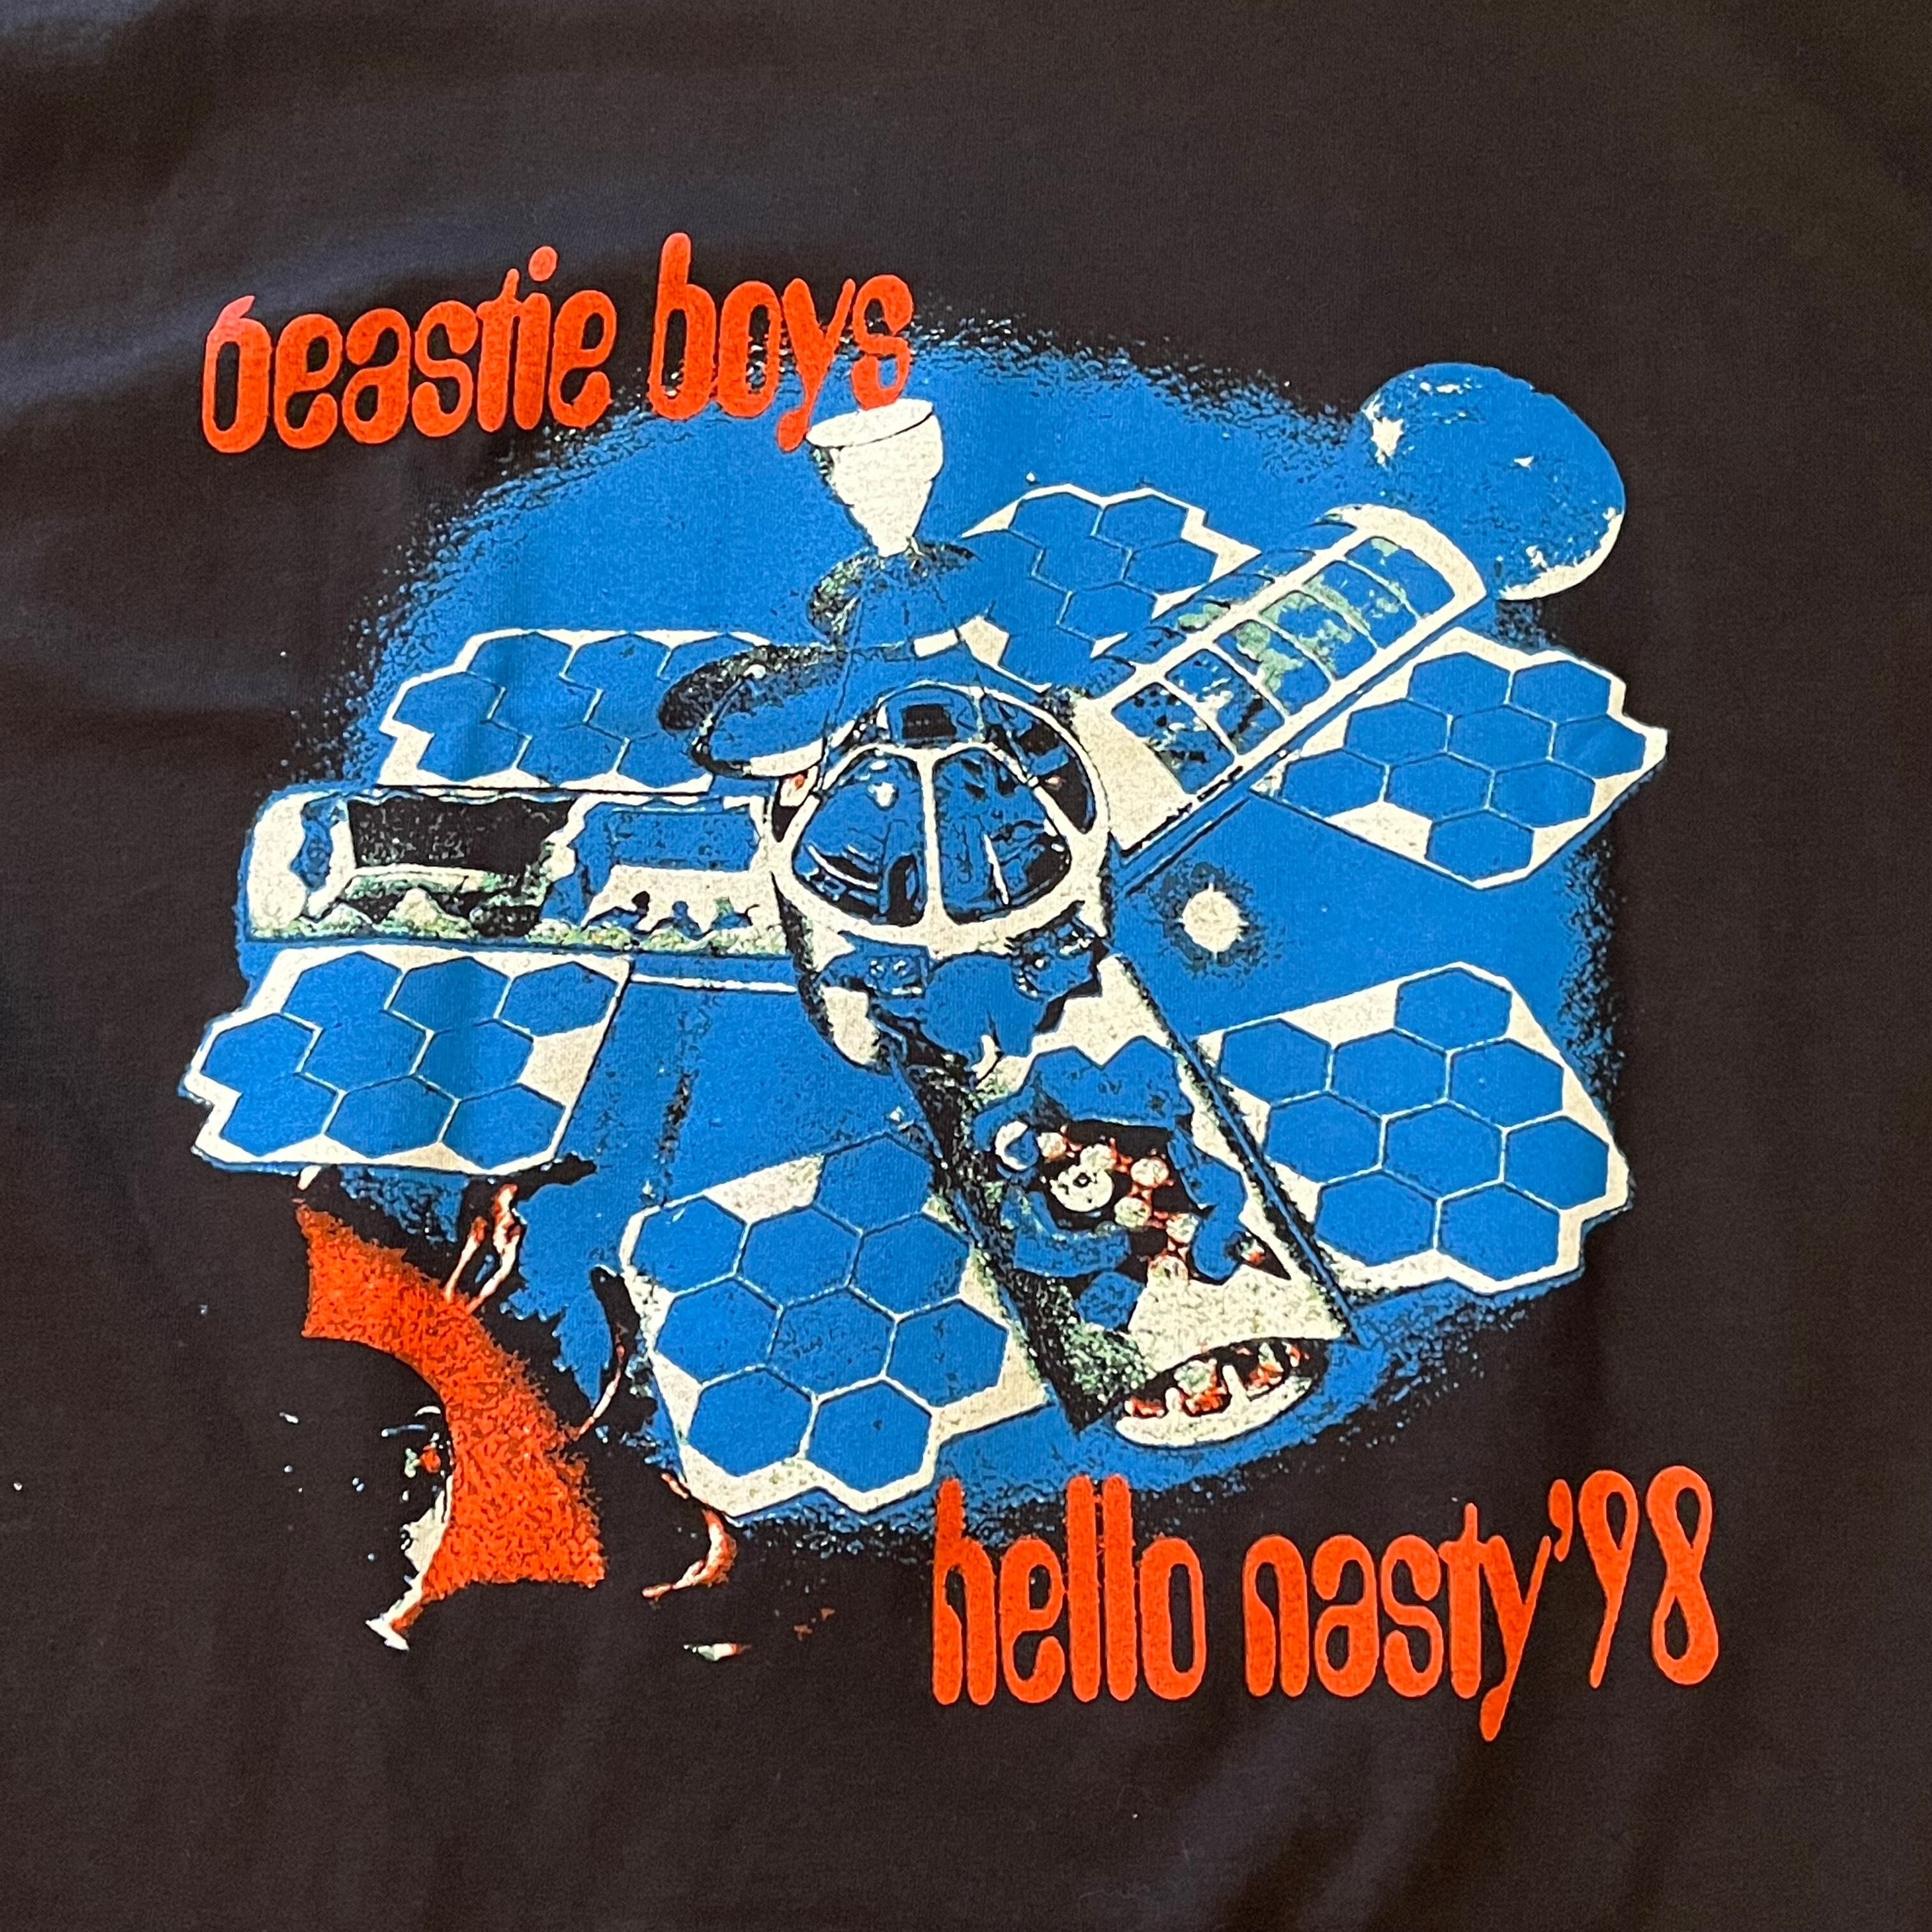 beastie boys
hello nasty'98